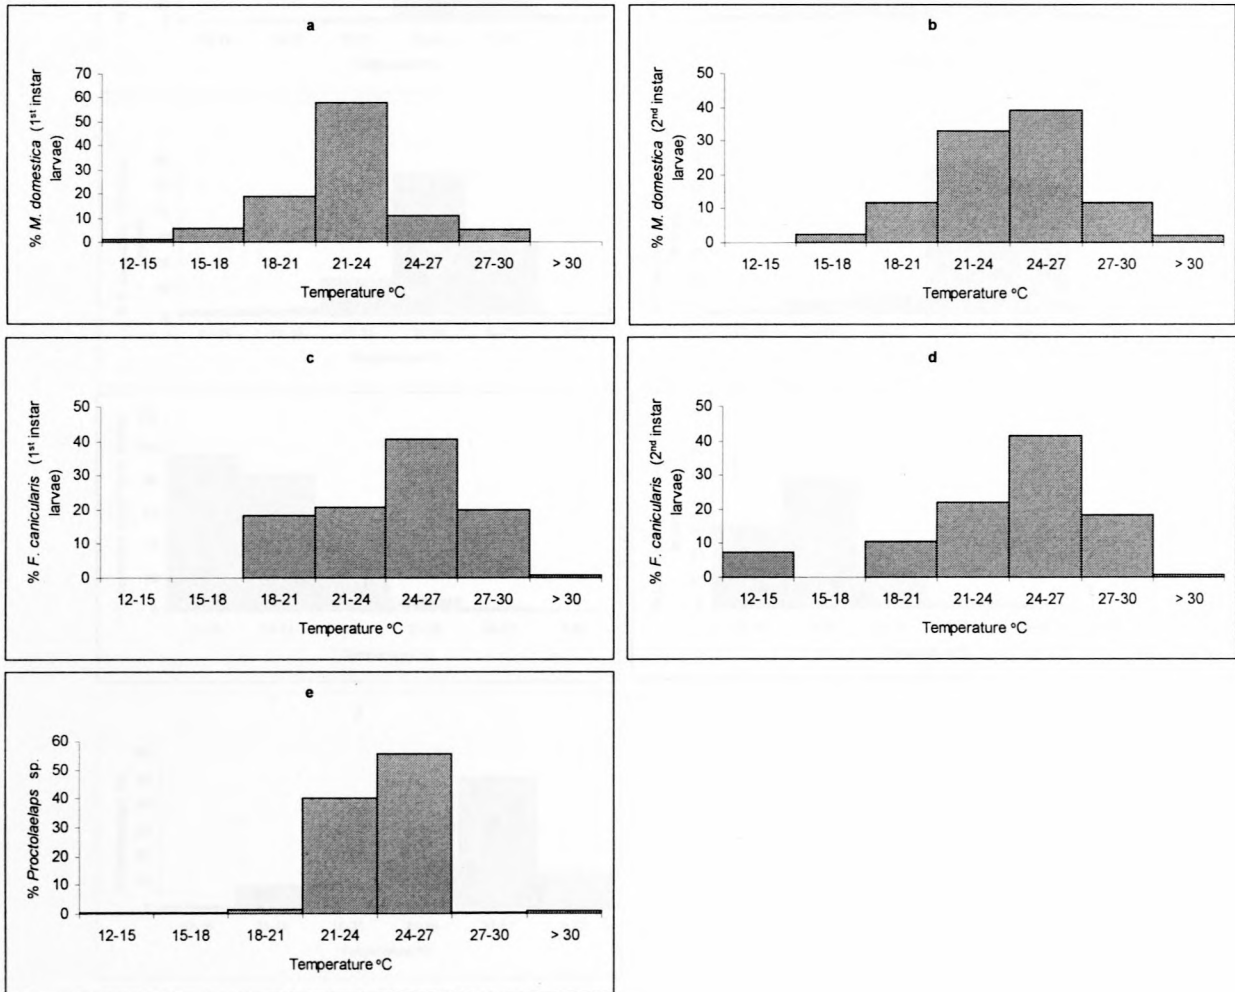 a
70
60
50
40
30
20
10
0
% M. domestica (1st instar
larvae)
12-15 15-18 18-21 21-24 24-27 27-30 > 30
Temperature °C
b
50
40
30
20
10
0
% M. domestica (2nd instar
larvae)
12-15 15-18 18-21 21-24 24-27 27-30 > 30
Temperature °C
c
50
40
30
20
10
0
% F. canicularis (1st instar
larvae)
12-15 15-18 18-21 21-24 24-27 27-30 > 30
Temperature °C
d
50
40
30
20
10
0
% F. canicularis (2nd instar
larvae)
12-15 15-18 18-21 21-24 24-27 27-30 > 30
Temperature °C
e
60
50
40
30
20
10
0
% Proctolaelaps sp.
12-15 15-18 18-21 21-24 24-27 27-30 > 30
Temperature °C